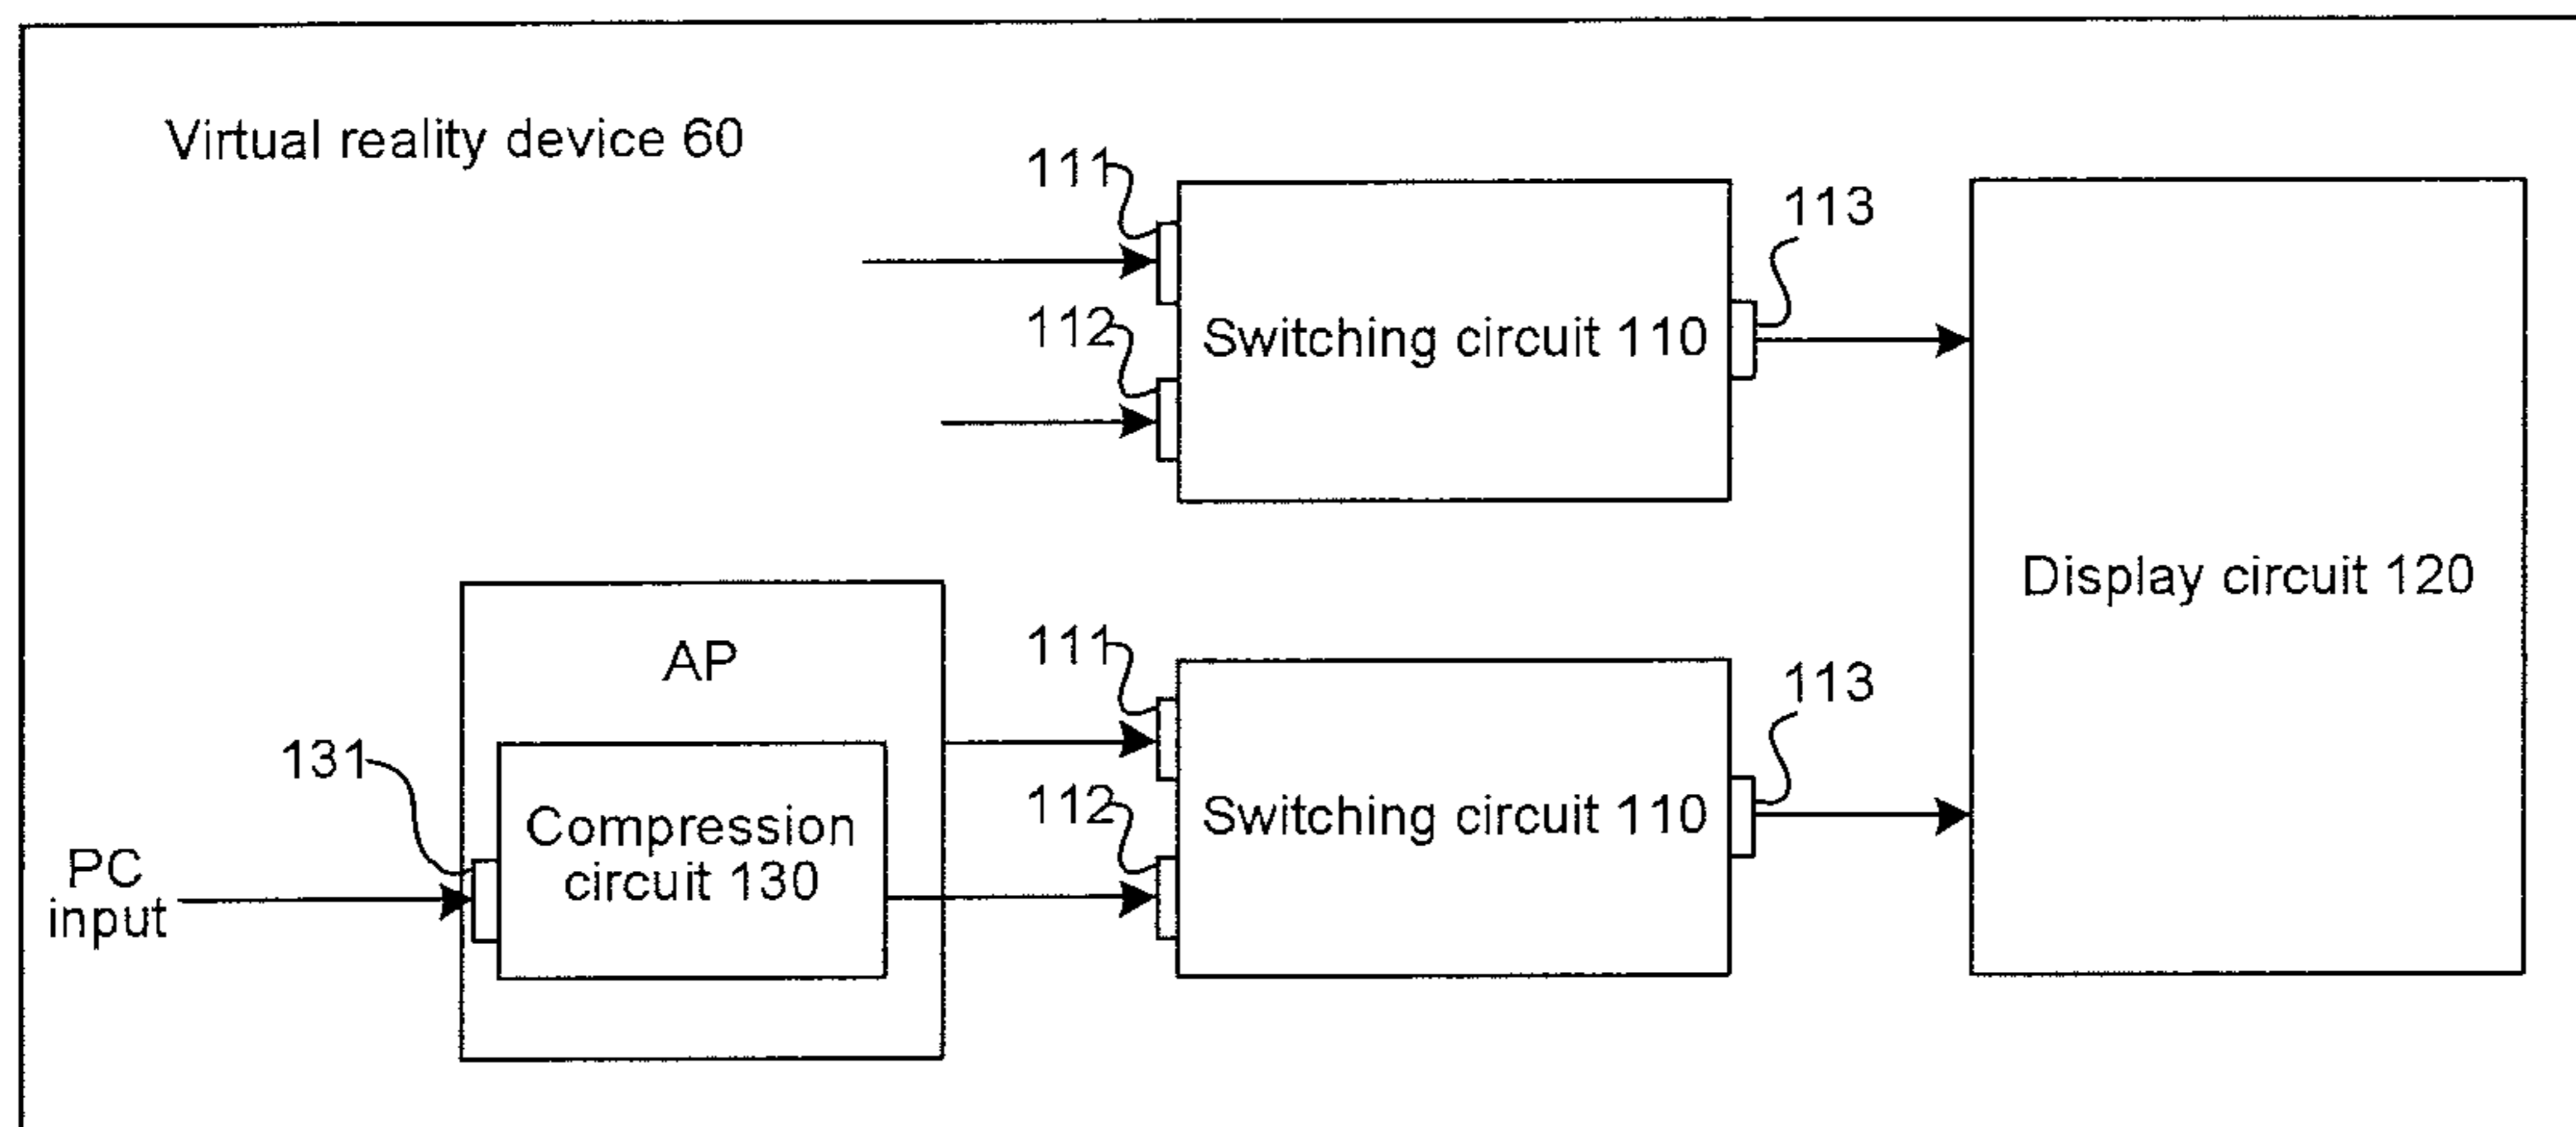 Virtual reality device 60
111
112
Switching circuit 110
113
Display circuit 120
AP
131
Compression
circuit 130
PC
input
111
112
Switching circuit 110
113